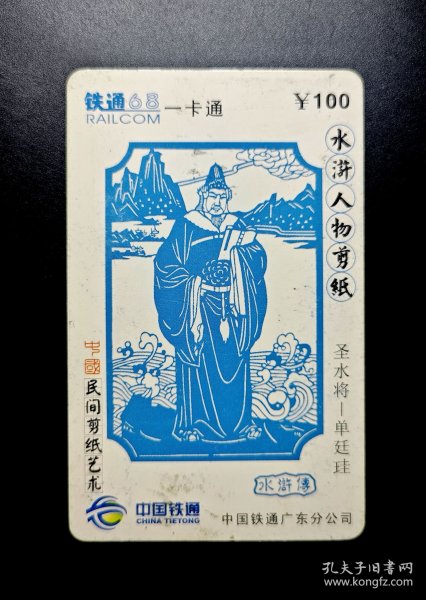 铁通68
RAILCOM
一卡通
￥100
水浒人物剪纸
圣水将—单廷珪
中國
民间剪纸艺术
水滸傳
中国铁通
CHINA TIETONG
中国铁通广东分公司
孔夫子旧书网
www.kongfz.com